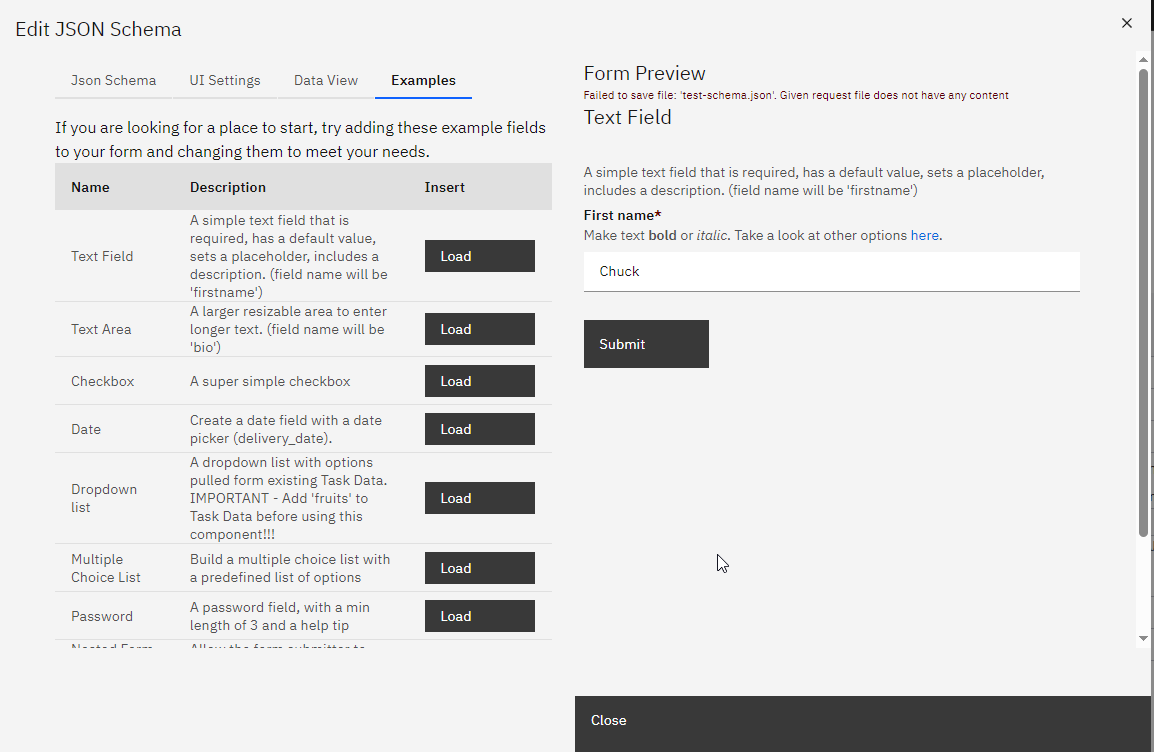 Edit JSON Schema
Json Schema
UI Settings
Data View
Examples
If you are looking for a place to start, try adding these example fields
to your form and changing them to meet your needs.
Name
Description
Insert
Text Field
A simple text field that is
required, has a default value,
sets a placeholder, includes a
description. (field name will be
'firstname')
Load
Text Area
A larger resizable area to enter
longer text. (field name will be
'bio')
Load
Checkbox
A super simple checkbox
Load
Date
Create a date field with a date
picker (delivery_date).
Load
Dropdown
list
A dropdown list with options
pulled form existing Task Data.
IMPORTANT - Add 'fruits' to
Task Data before using this
component!!!
Load
Multiple
Choice List
Build a multiple choice list with
a predefined list of options
Load
Password
A password field, with a min
length of 3 and a help tip
Load
Nested Form
Allow the form submitter to
Form Preview
Failed to save file: 'test-schema.json'. Given request file does not have any content
Text Field
A simple text field that is required, has a default value, sets a placeholder,
includes a description. (field name will be 'firstname')
First name*
Make text bold or italic. Take a look at other options here.
Chuck
Submit
Close